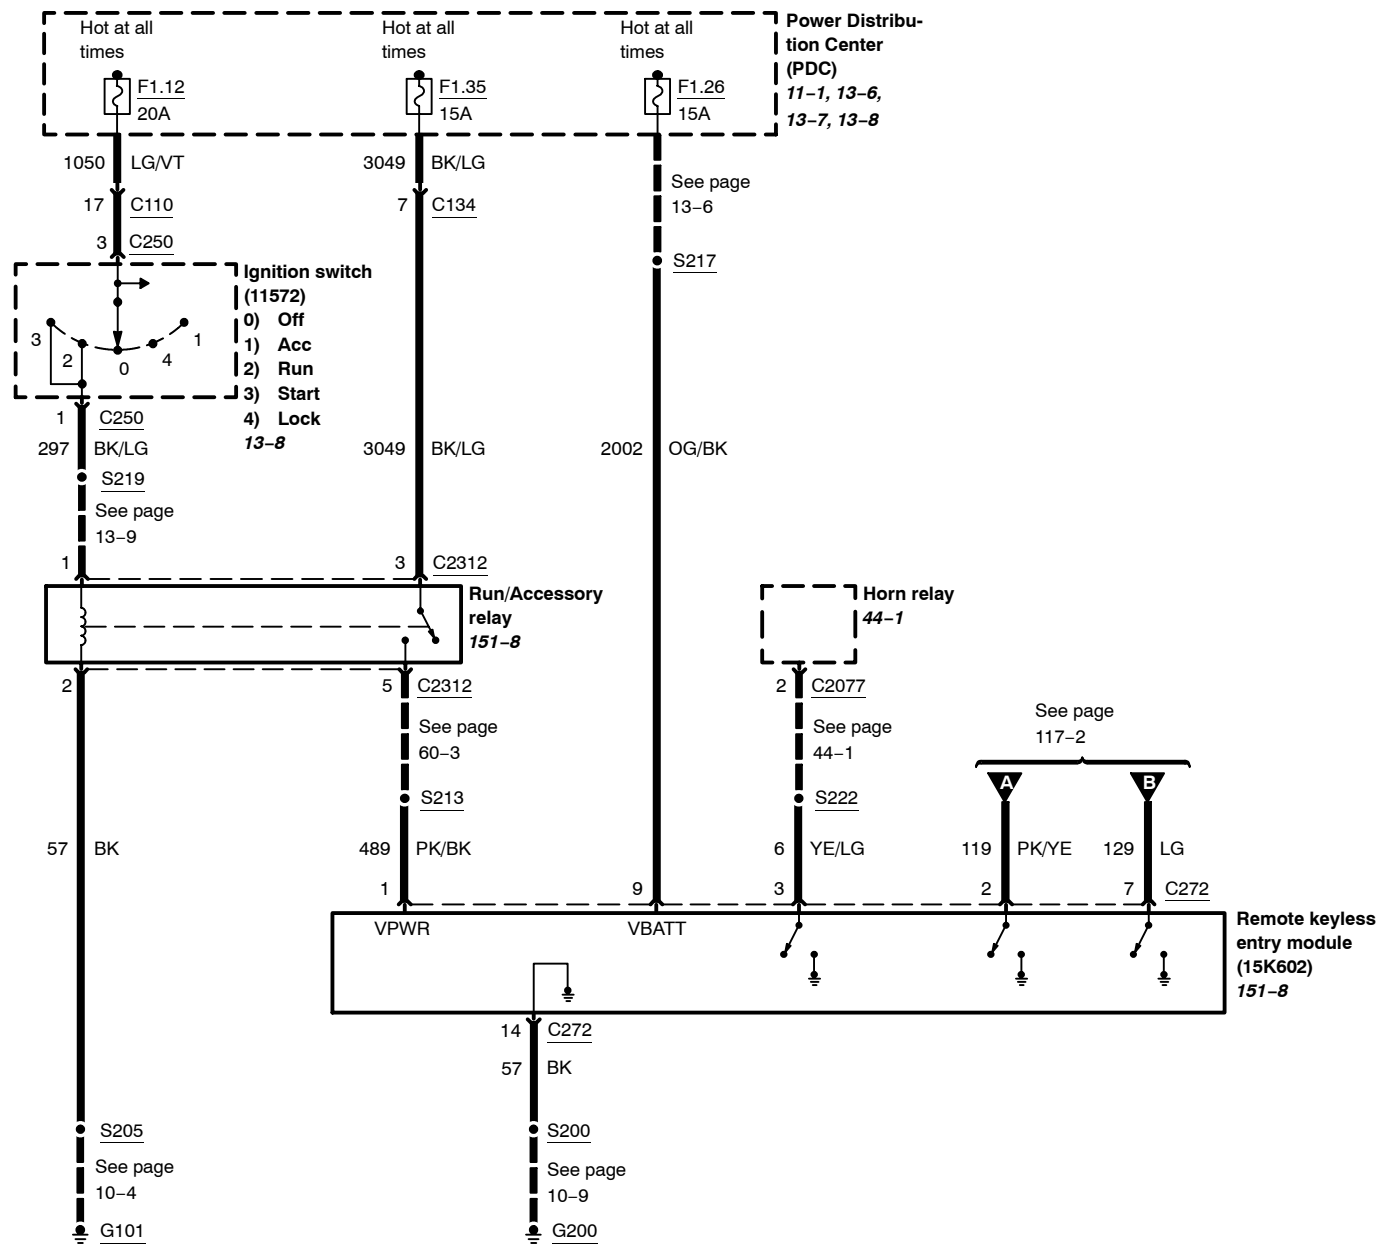 Hot at all
times
Hot at all
times
Hot at all
times
Power Distribu-
tion Center
(PDC)
11–1, 13–6,
13–7, 13–8
F1.12
20A
F1.35
15A
F1.26
15A
1050 LG/VT
3049 BK/LG
See page
13–6
17 C110
7 C134
3 C250
S217
Ignition switch
(11572)
0) Off
1) Acc
2) Run
3) Start
4) Lock
13–8
3
2
0
4
1
1 C250
297 BK/LG
3049 BK/LG
2002 OG/BK
S219
See page
13–9
1
3 C2312
Run/Accessory
relay
151–8
Horn relay
44–1
2
5 C2312
2 C2077
See page
60–3
See page
44–1
See page
117–2
A
B
S213
S222
57 BK
489 PK/BK
6 YE/LG
119 PK/YE
129 LG
1
9
3
2
7 C272
VPWR
VBATT
Remote keyless
entry module
(15K602)
151–8
14 C272
57 BK
S205
S200
See page
10–4
See page
10–9
G101
G200